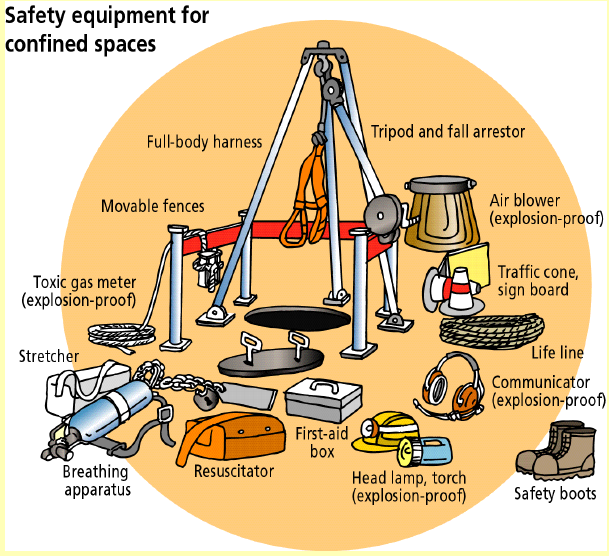 Safety equipment for
confined spaces
Full-body harness
Tripod and fall arrestor
Movable fences
Air blower
(explosion-proof)
Toxic gas meter
(explosion-proof)
Traffic cone,
sign board
Stretcher
Life line
Communicator
(explosion-proof)
First-aid
box
Breathing
apparatus
Resuscitator
Head lamp, torch
(explosion-proof)
Safety boots